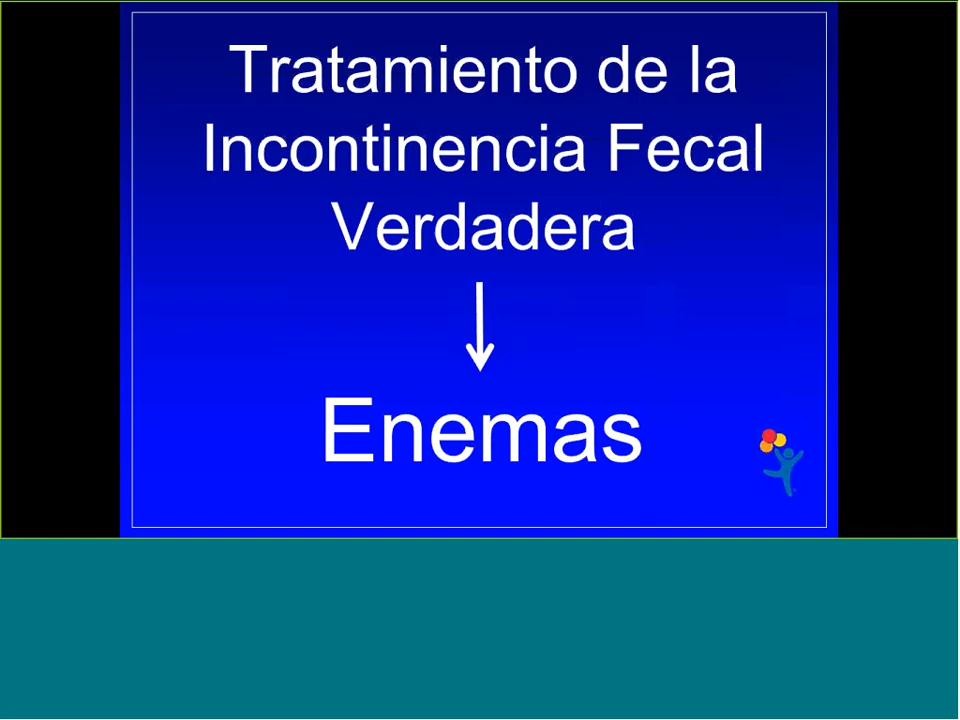 Tratamiento de la
Incontinencia Fecal
Verdadera
Enemas